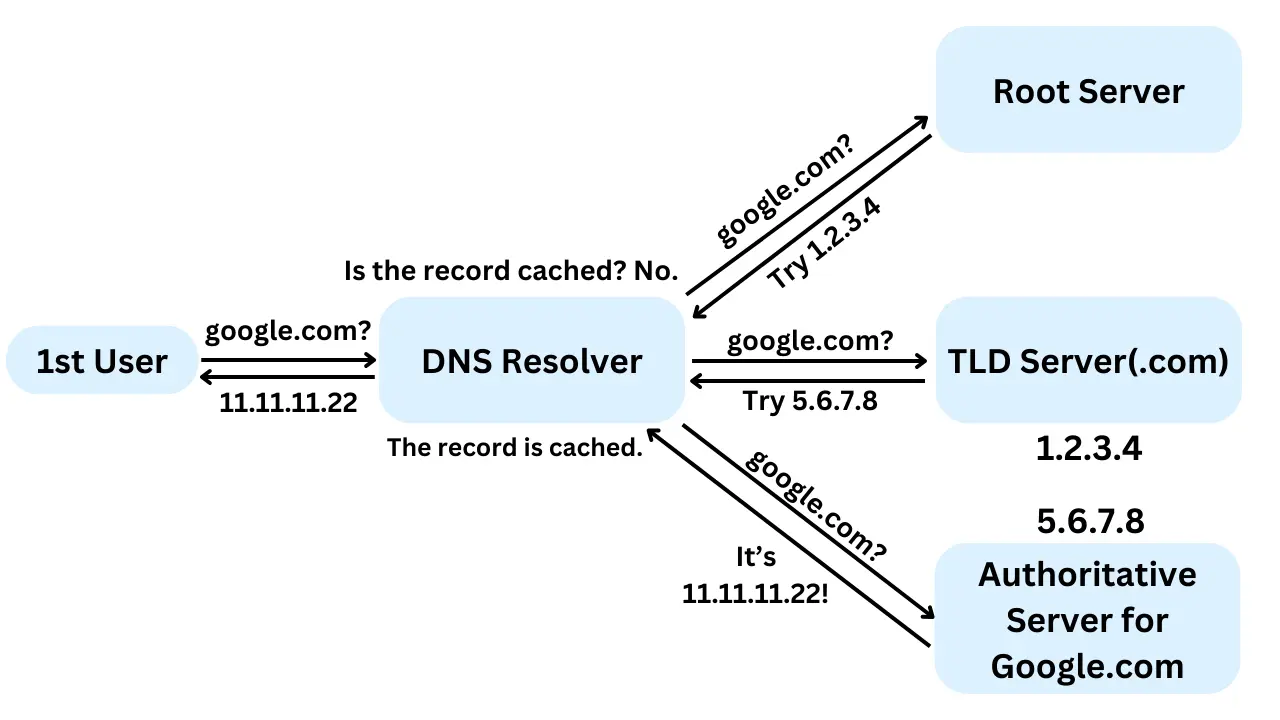 Root Server
google.com?
Try 1.2.3.4
Is the record cached? No.
google.com?
1st User
11.11.11.22
DNS Resolver
The record is cached.
google.com?
Try 5.6.7.8
TLD Server(.com)
1.2.3.4
google.com?
It's
11.11.11.22!
5.6.7.8
Authoritative
Server for
Google.com